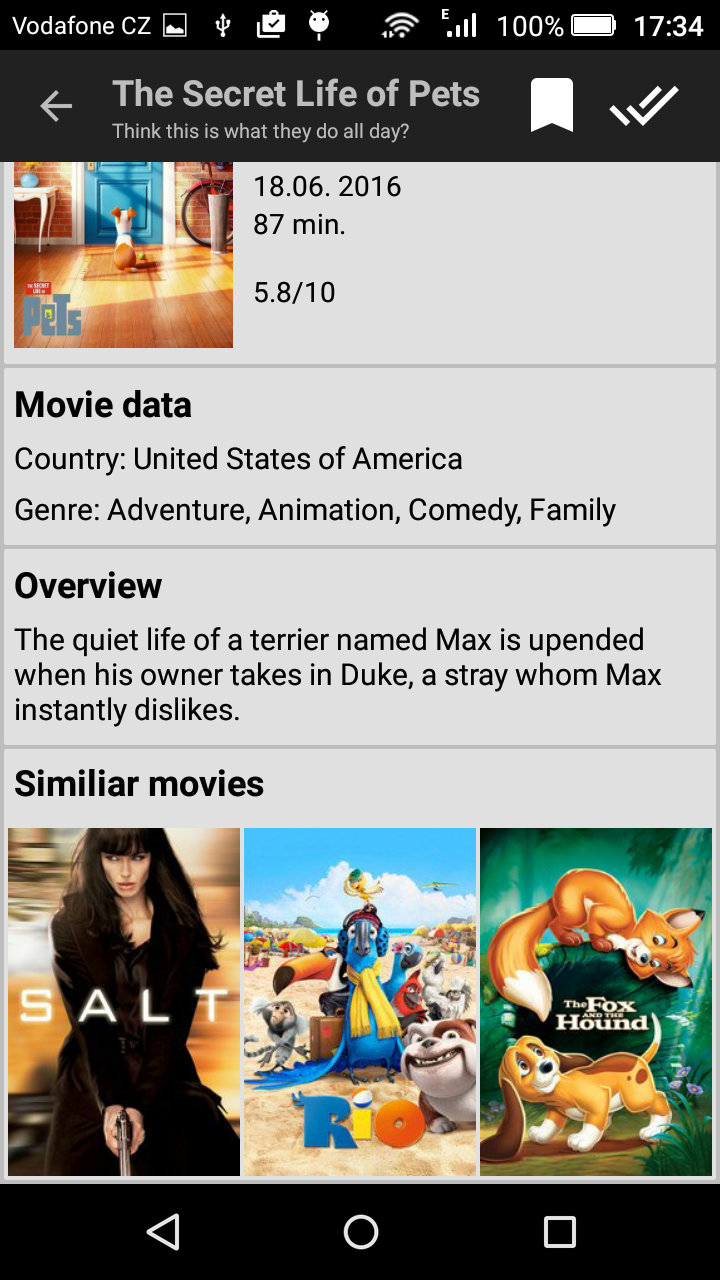 Vodafone CZ E 100% 17:34
The Secret Life of Pets
Think this is what they do all day?
18.06. 2016
87 min.
5.8/10
THE SECRET
LIFE OF
PeTs
Movie data
Country: United States of America
Genre: Adventure, Animation, Comedy, Family
Overview
The quiet life of a terrier named Max is upended
when his owner takes in Duke, a stray whom Max
instantly dislikes.
Similiar movies
SALT
RIO
The Fox
AND THE
Hound